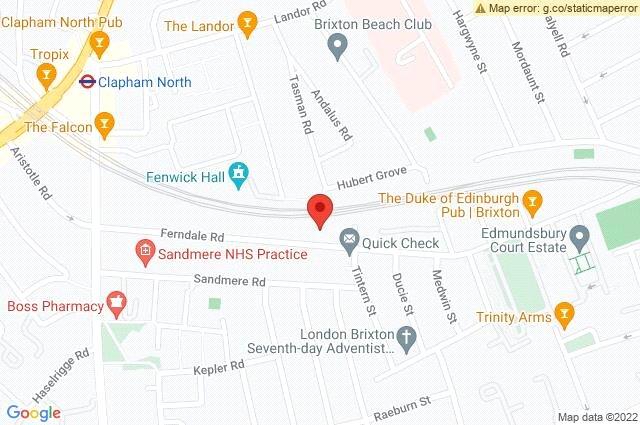 Map error: g.co/staticmaperror
Clapham North Pub
The Landor
Landor Rd
Brixton Beach Club
Hargwyne St
Mordaunt St
Dalyell Rd
Tropix
Clapham North
Tasman Rd
Andalus Rd
The Falcon
Aristotle Rd
Fenwick Hall
Hubert Grove
The Duke of Edinburgh
Pub | Brixton
Ferndale Rd
Quick Check
Edmundsbury
Court Estate
Sandmere NHS Practice
Sandmere Rd
Tintern St
Ducie St
Medwin St
Boss Pharmacy
Trinity Arms
London Brixton
Seventh-day Adventist...
Haselrigge Rd
Kepler Rd
Raeburn St
Google
Map data ©2022